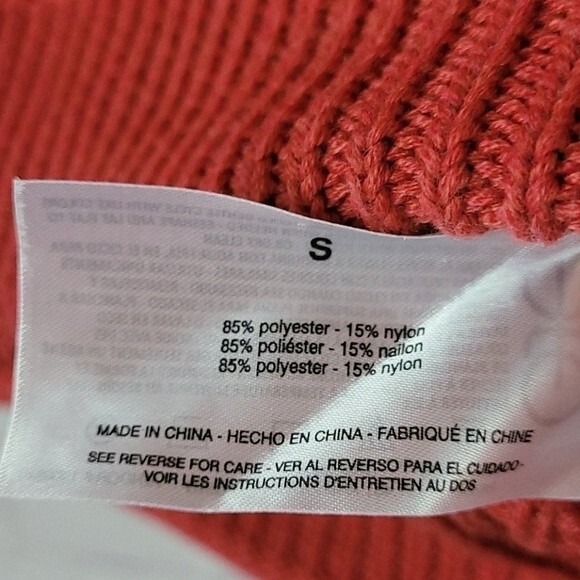 S
85% polyester - 15% nylon
85% poliéster - 15% nailon
85% polyester - 15% nylon
MADE IN CHINA - HECHO EN CHINA - FABRIQUÉ EN CHINE
SEE REVERSE FOR CARE - VER AL REVERSO PARA EL CUIDADO -
VOIR LES INSTRUCTIONS D'ENTRETIEN AU DOS